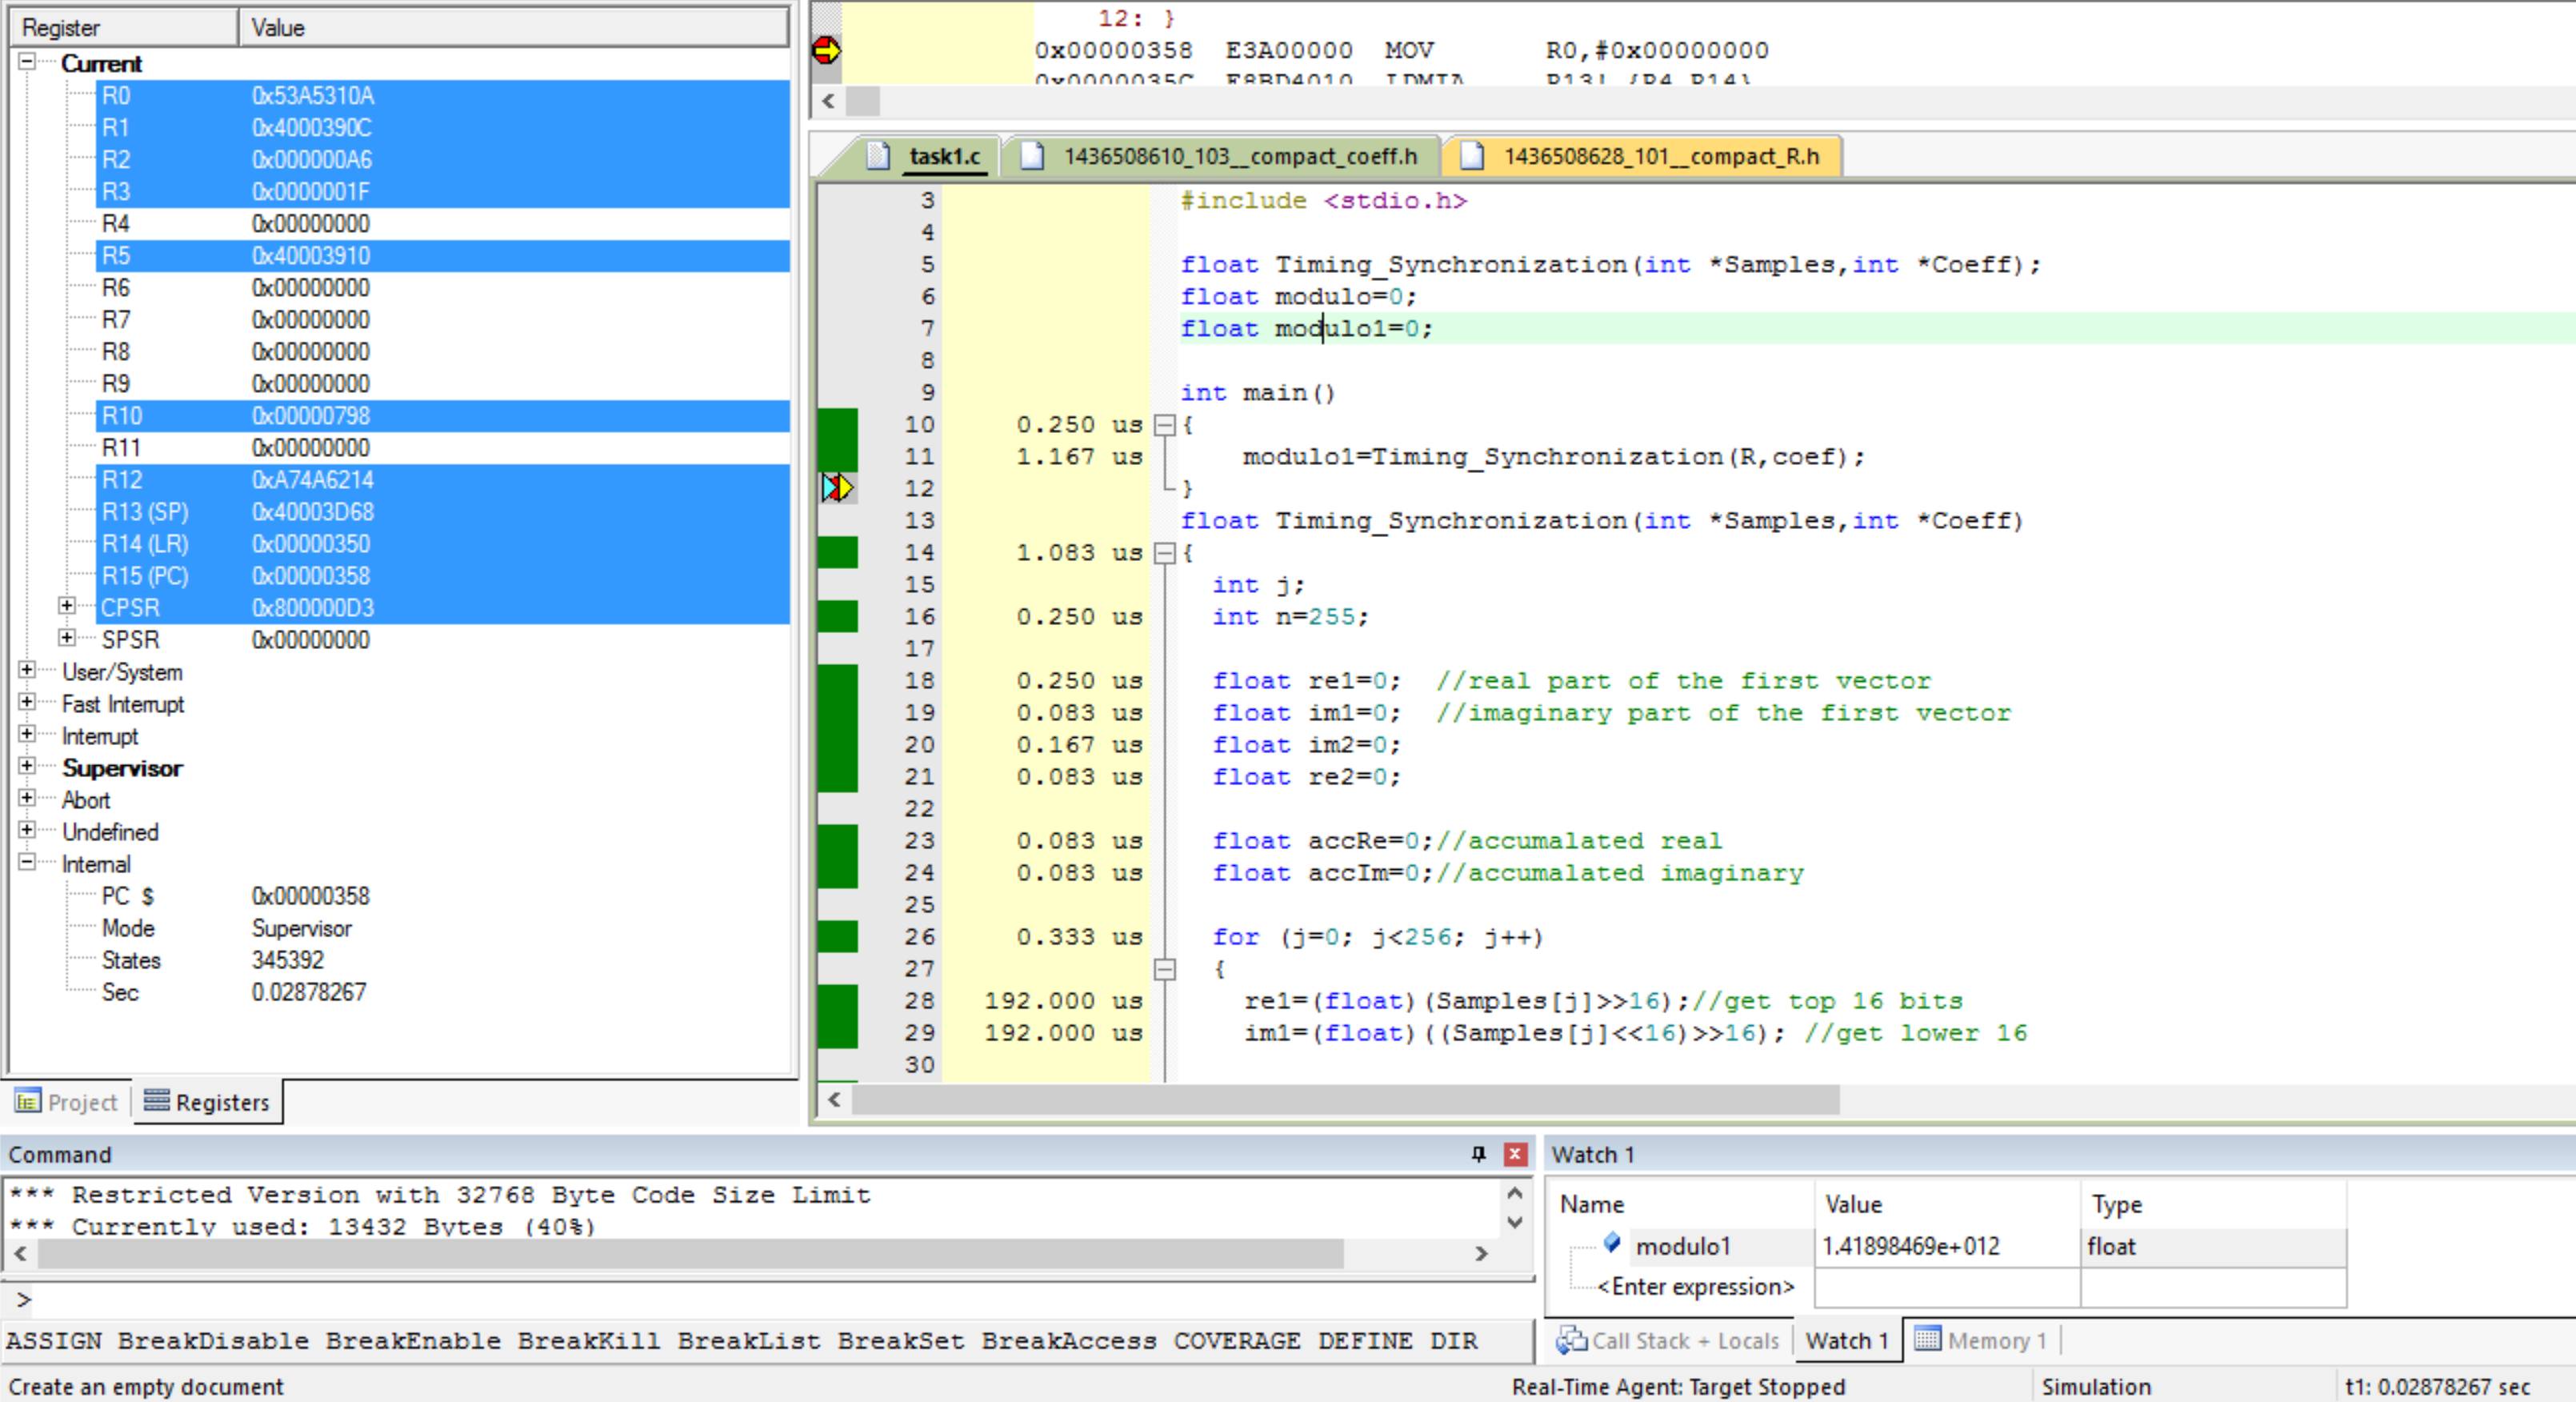 Register Value
Current
R0 0x53A5310A
R1 0x4000390C
R2 0x000000A6
R3 0x0000001F
R4 0x00000000
R5 0x40003910
R6 0x00000000
R7 0x00000000
R8 0x00000000
R9 0x00000000
R10 0x00000798
R11 0x00000000
R12 0xA74A6214
R13 (SP) 0x40003D68
R14 (LR) 0x00000350
R15 (PC) 0x00000358
CPSR 0x800000D3
SPSR 0x00000000
User/System
Fast Interrupt
Interrupt
Supervisor
Abort
Undefined
Internal
PC $ 0x00000358
Mode Supervisor
States 345392
Sec 0.02878267
Project Registers
12: }
0x00000358 E3A00000 MOV R0,#0x00000000
0x0000035C E8BD4010 LDMIA R13!,{R4,R14}
task1.c 1436508610_103__compact_coeff.h 1436508628_101__compact_R.h
3 #include <stdio.h>
4
5 float Timing_Synchronization(int *Samples,int *Coeff);
6 float modulo=0;
7 float modulo1=0;
8
9 int main()
10 0.250 us {
11 1.167 us modulo1=Timing_Synchronization(R,coef);
12 }
13 float Timing_Synchronization(int *Samples,int *Coeff)
14 1.083 us {
15 int j;
16 0.250 us int n=255;
17
18 0.250 us float re1=0; //real part of the first vector
19 0.083 us float im1=0; //imaginary part of the first vector
20 0.167 us float im2=0;
21 0.083 us float re2=0;
22
23 0.083 us float accRe=0;//accumalated real
24 0.083 us float accIm=0;//accumalated imaginary
25
26 0.333 us for (j=0; j<256; j++)
27 {
28 192.000 us re1=(float)(Samples[j]>>16);//get top 16 bits
29 192.000 us im1=(float)((Samples[j]<<16)>>16); //get lower 16
30
Command
*** Restricted Version with 32768 Byte Code Size Limit
*** Currently used: 13432 Bytes (40%)
>
ASSIGN BreakDisable BreakEnable BreakKill BreakList BreakSet BreakAccess COVERAGE DEFINE DIR
Watch 1
Name Value Type
modulo1 1.41898469e+012 float
<Enter expression>
Call Stack + Locals Watch 1 Memory 1
Create an empty document Real-Time Agent: Target Stopped Simulation t1: 0.02878267 sec